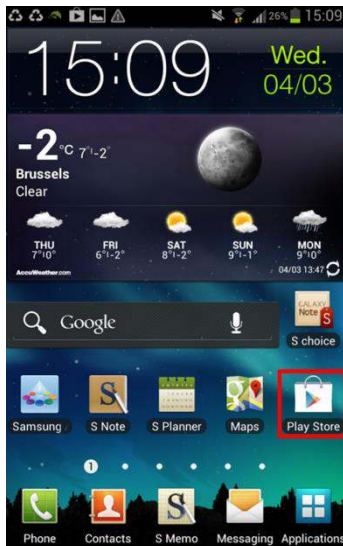 26% 15:09
15:09
Wed.
04/03
-2°C 7°/-2°
Brussels
Clear
THU FRI SAT SUN MON
7°/0° 6°/-2° 8°/-2° 9°/-1° 9°/0°
AccuWeather.com 04/03 13:47
Google
GALAXY
Note S
S choice
S
31
Samsung S Note S Planner Maps Play Store
1
S
Phone Contacts S Memo Messaging Applications